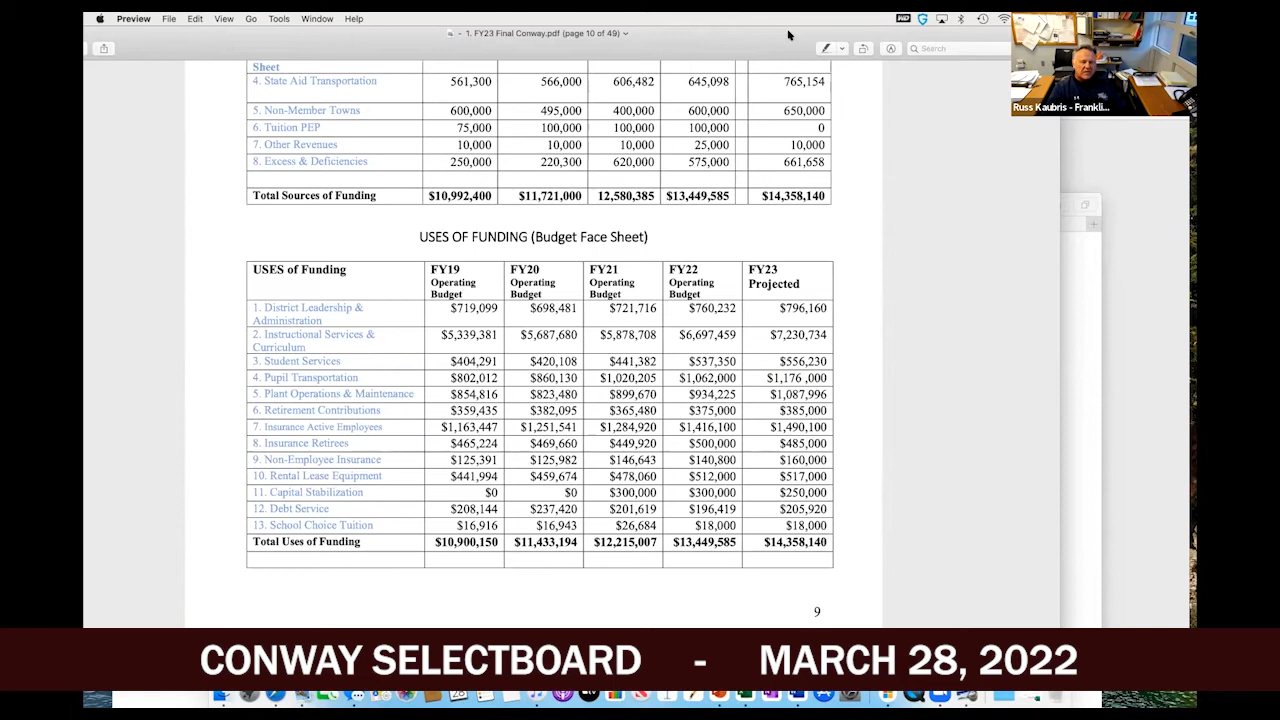 Preview File Edit View Go Tools Window Help
1. FY23 Final Conway.pdf (page 10 of 49)
Search
Russ Kaubris - Frankli...
Sheet
4. State Aid Transportation 561,300 566,000 606,482 645,098 765,154
5. Non-Member Towns 600,000 495,000 400,000 600,000 650,000
6. Tuition PEP 75,000 100,000 100,000 100,000 0
7. Other Revenues 10,000 10,000 10,000 25,000 10,000
8. Excess & Deficiencies 250,000 220,300 620,000 575,000 661,658
Total Sources of Funding $10,992,400 $11,721,000 12,580,385 $13,449,585 $14,358,140
USES OF FUNDING (Budget Face Sheet)
USES of Funding FY19 FY20 FY21 FY22 FY23
Operating Operating Operating Operating Projected
Budget Budget Budget Budget
1. District Leadership & $719,099 $698,481 $721,716 $760,232 $796,160
Administration
2. Instructional Services & $5,339,381 $5,687,680 $5,878,708 $6,697,459 $7,230,734
Curriculum
3. Student Services $404,291 $420,108 $441,382 $537,350 $556,230
4. Pupil Transportation $802,012 $860,130 $1,020,205 $1,062,000 $1,176 ,000
5. Plant Operations & Maintenance $854,816 $823,480 $899,670 $934,225 $1,087,996
6. Retirement Contributions $359,435 $382,095 $365,480 $375,000 $385,000
7. Insurance Active Employees $1,163,447 $1,251,541 $1,284,920 $1,416,100 $1,490,100
8. Insurance Retirees $465,224 $469,660 $449,920 $500,000 $485,000
9. Non-Employee Insurance $125,391 $125,982 $146,643 $140,800 $160,000
10. Rental Lease Equipment $441,994 $459,674 $478,060 $512,000 $517,000
11. Capital Stabilization $0 $0 $300,000 $300,000 $250,000
12. Debt Service $208,144 $237,420 $201,619 $196,419 $205,920
13. School Choice Tuition $16,916 $16,943 $26,684 $18,000 $18,000
Total Uses of Funding $10,900,150 $11,433,194 $12,215,007 $13,449,585 $14,358,140
9
CONWAY SELECTBOARD - MARCH 28, 2022